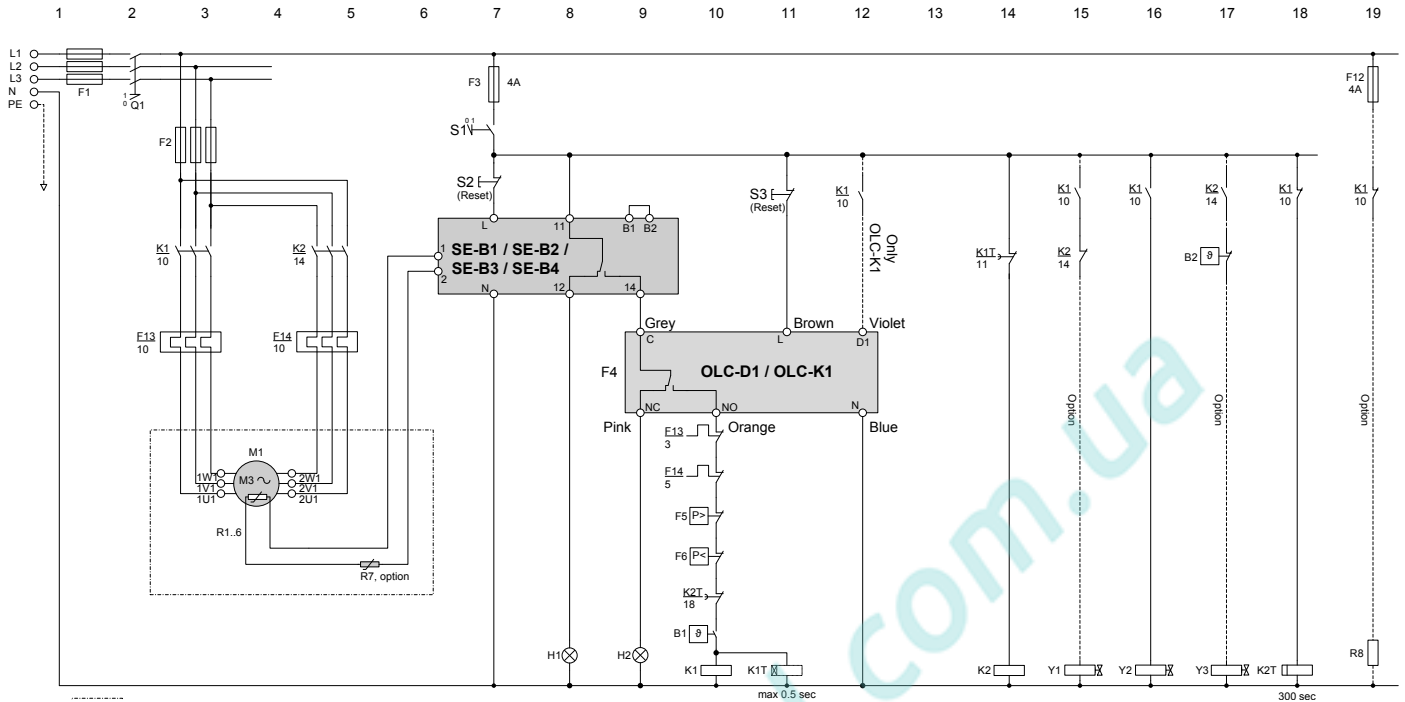 1 2 3 4 5 6 7 8 9 10 11 12 13 14 15 16 17 18 19
L1
L2
L3
N
PE
F1
1
0 Q1
F2
F3 4A
F12
4A
S1 0 1
S2
(Reset)
S3
(Reset)
K1
10
Only
OLC-K1
K1
10
K1
10
K2
14
K1
10
K1
10
L 11 B1 B2
1
2
SE-B1 / SE-B2 /
SE-B3 / SE-B4
N 12 14
K1
10
K2
14
K1T
11
K2
14
B2 ϑ
Grey Brown Violet
C L D1
F4 OLC-D1 / OLC-K1
NC NO N
Pink Orange Blue
F13
10
F14
10
Option
Option
Option
F13
3
F14
5
F5 P>
F6 P<
K2T
18
B1 ϑ
M1
M3
1W1
1V1
1U1
2W1
2V1
2U1
R1..6
R7, option
H1
H2
K1
K1T
K2
Y1
Y2
Y3
K2T
R8
max 0.5 sec
300 sec
.com.ua